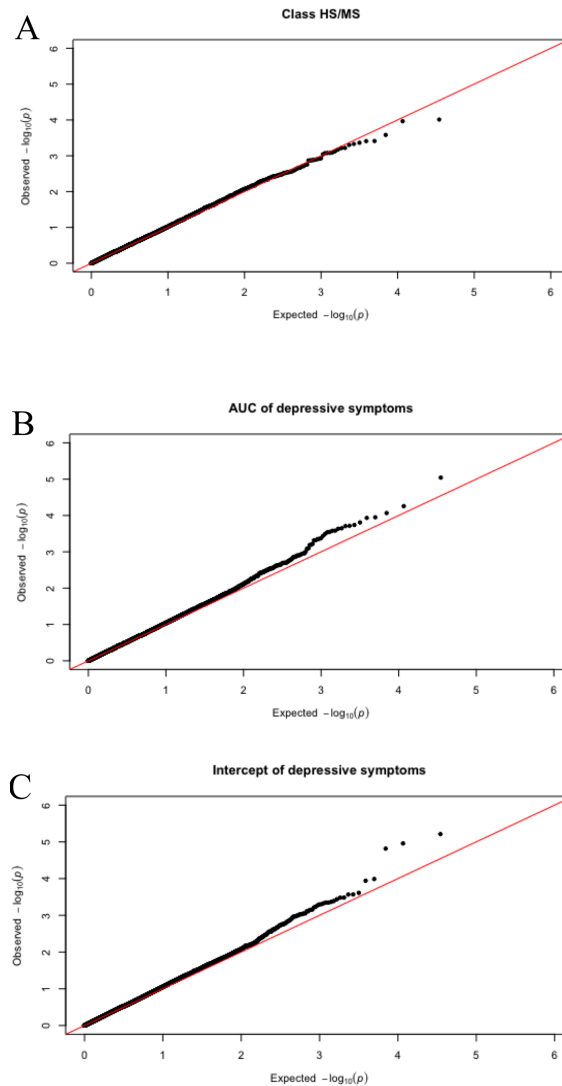 A
Class HS/MS
6
5
4
3
2
1
0
Observed −log₁₀(p)
0 1 2 3 4 5 6
Expected −log₁₀(p)
B
AUC of depressive symptoms
6
5
4
3
2
1
0
Observed −log₁₀(p)
0 1 2 3 4 5 6
Expected −log₁₀(p)
C
Intercept of depressive symptoms
6
5
4
3
2
1
0
Observed −log₁₀(p)
0 1 2 3 4 5 6
Expected −log₁₀(p)